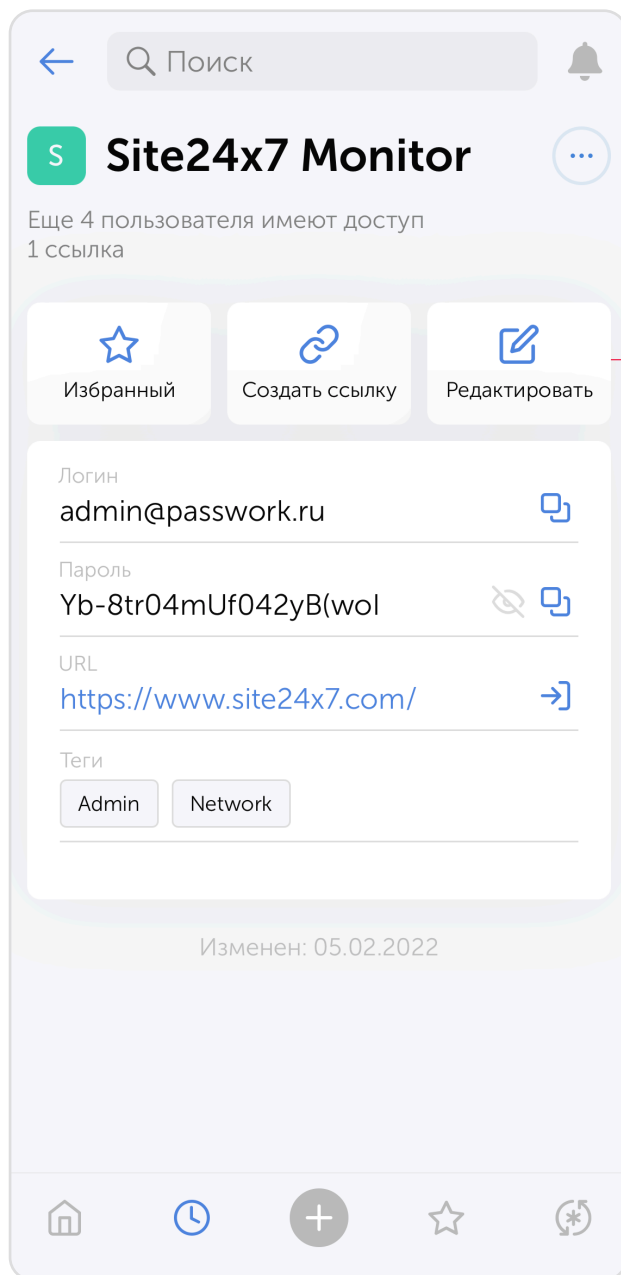 Поиск
S
Site24x7 Monitor
Еще 4 пользователя имеют доступ
1 ссылка
Избранный
Создать ссылку
Редактировать
Логин
admin@passwork.ru
Пароль
Yb-8tr04mUf042yB(wol
URL
https://www.site24x7.com/
Теги
Admin
Network
Изменен: 05.02.2022